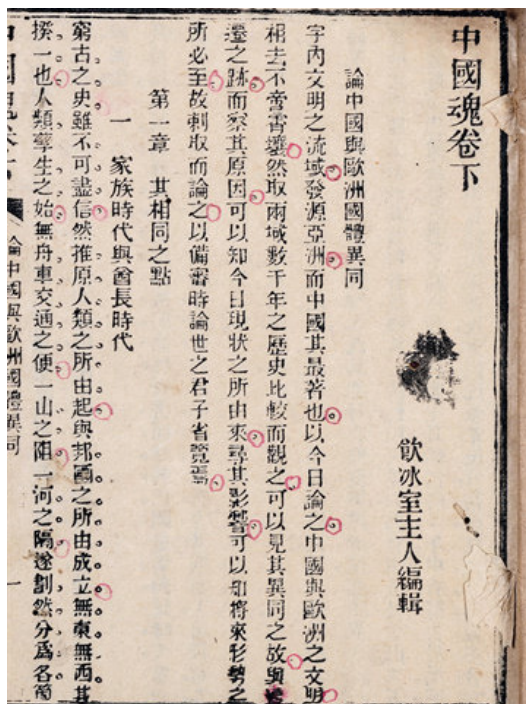 中國魂卷下
飮冰室主人編輯
論中國與歐洲國體異同
宇內文明之流域發源亞洲而中國其最著也以今日論之中國與歐洲之文明
相去不啻霄壤然取兩域數千年之歷史比較而觀之可以見其異同之故與
遷之跡而察其原因可以知今日現狀之所由來尋其影響可以知將來形勢之
所必至故刺取而論之以備審時論世之君子省覽焉
第一章 其相同之點
一 家族時代與酋長時代
窮古之史雖不可盡信然推原人類之所由起與邦國之所由成立無東無西其
揆一也人類孳生之始無舟車交通之便一山之阻一河之隔遂劃然分爲各箇
中國魂卷
論中國與歐洲國體異同
一